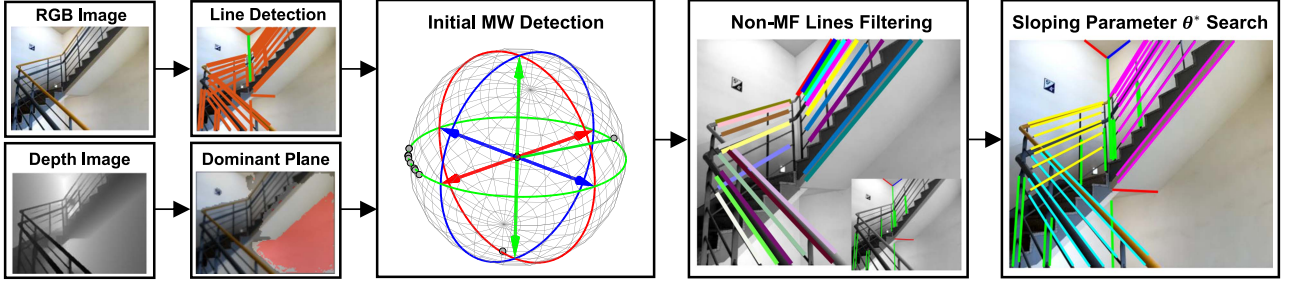 RGB Image
Line Detection
Initial MW Detection
Non-MF Lines Filtering
Sloping Parameter θ* Search
Depth Image
Dominant Plane